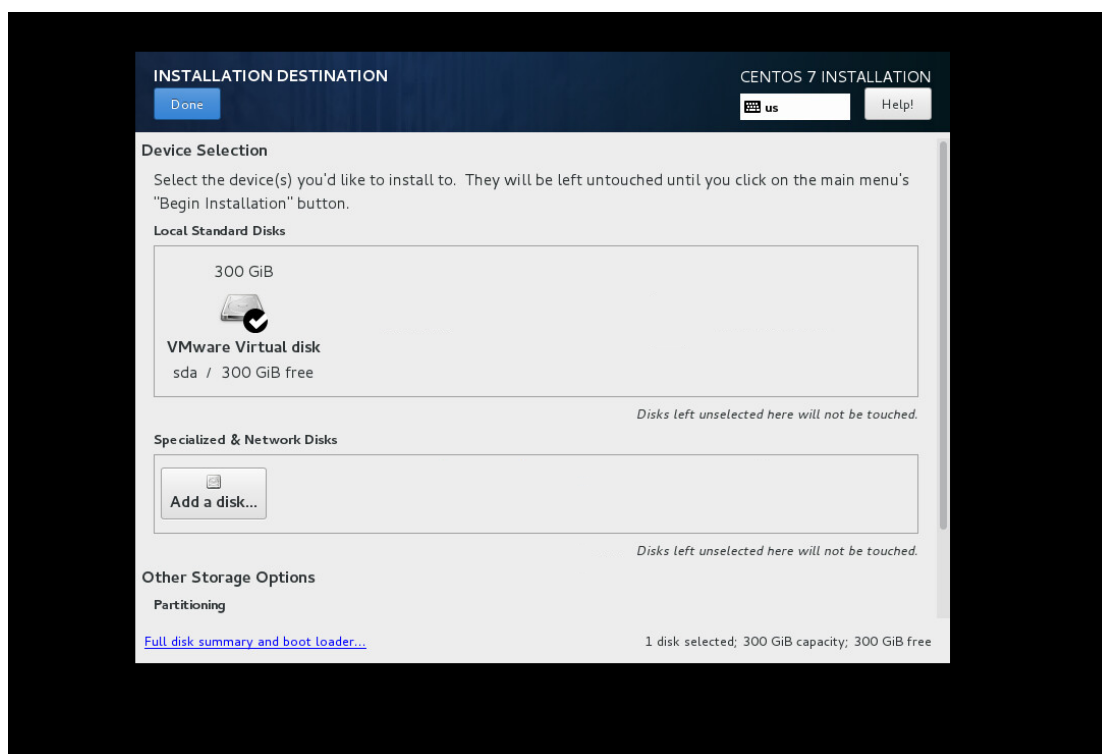 INSTALLATION DESTINATION
CENTOS 7 INSTALLATION
Done
us
Help!
Device Selection
Select the device(s) you'd like to install to.  They will be left untouched until you click on the main menu's
"Begin Installation" button.
Local Standard Disks
300 GiB
VMware Virtual disk
sda / 300 GiB free
Disks left unselected here will not be touched.
Specialized & Network Disks
Add a disk...
Disks left unselected here will not be touched.
Other Storage Options
Partitioning
Full disk summary and boot loader...
1 disk selected; 300 GiB capacity; 300 GiB free